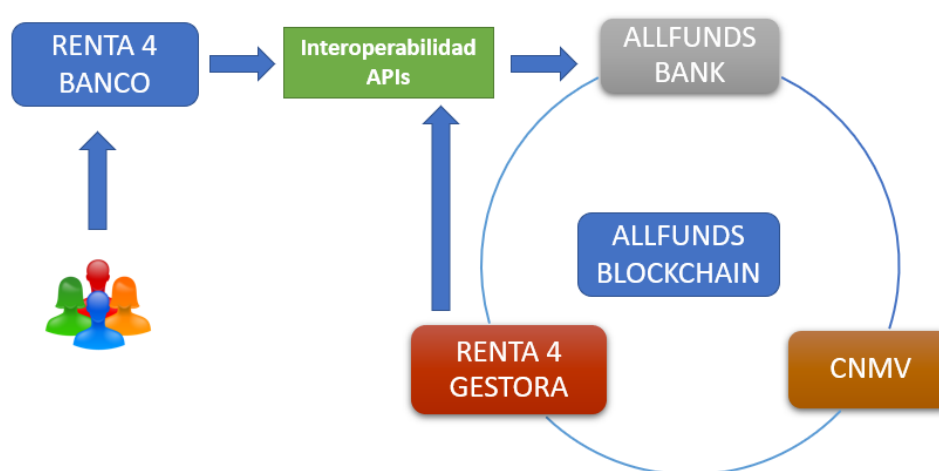 RENTA 4
BANCO
Interoperabilidad
APIs
ALLFUNDS
BANK
ALLFUNDS
BLOCKCHAIN
RENTA 4
GESTORA
CNMV